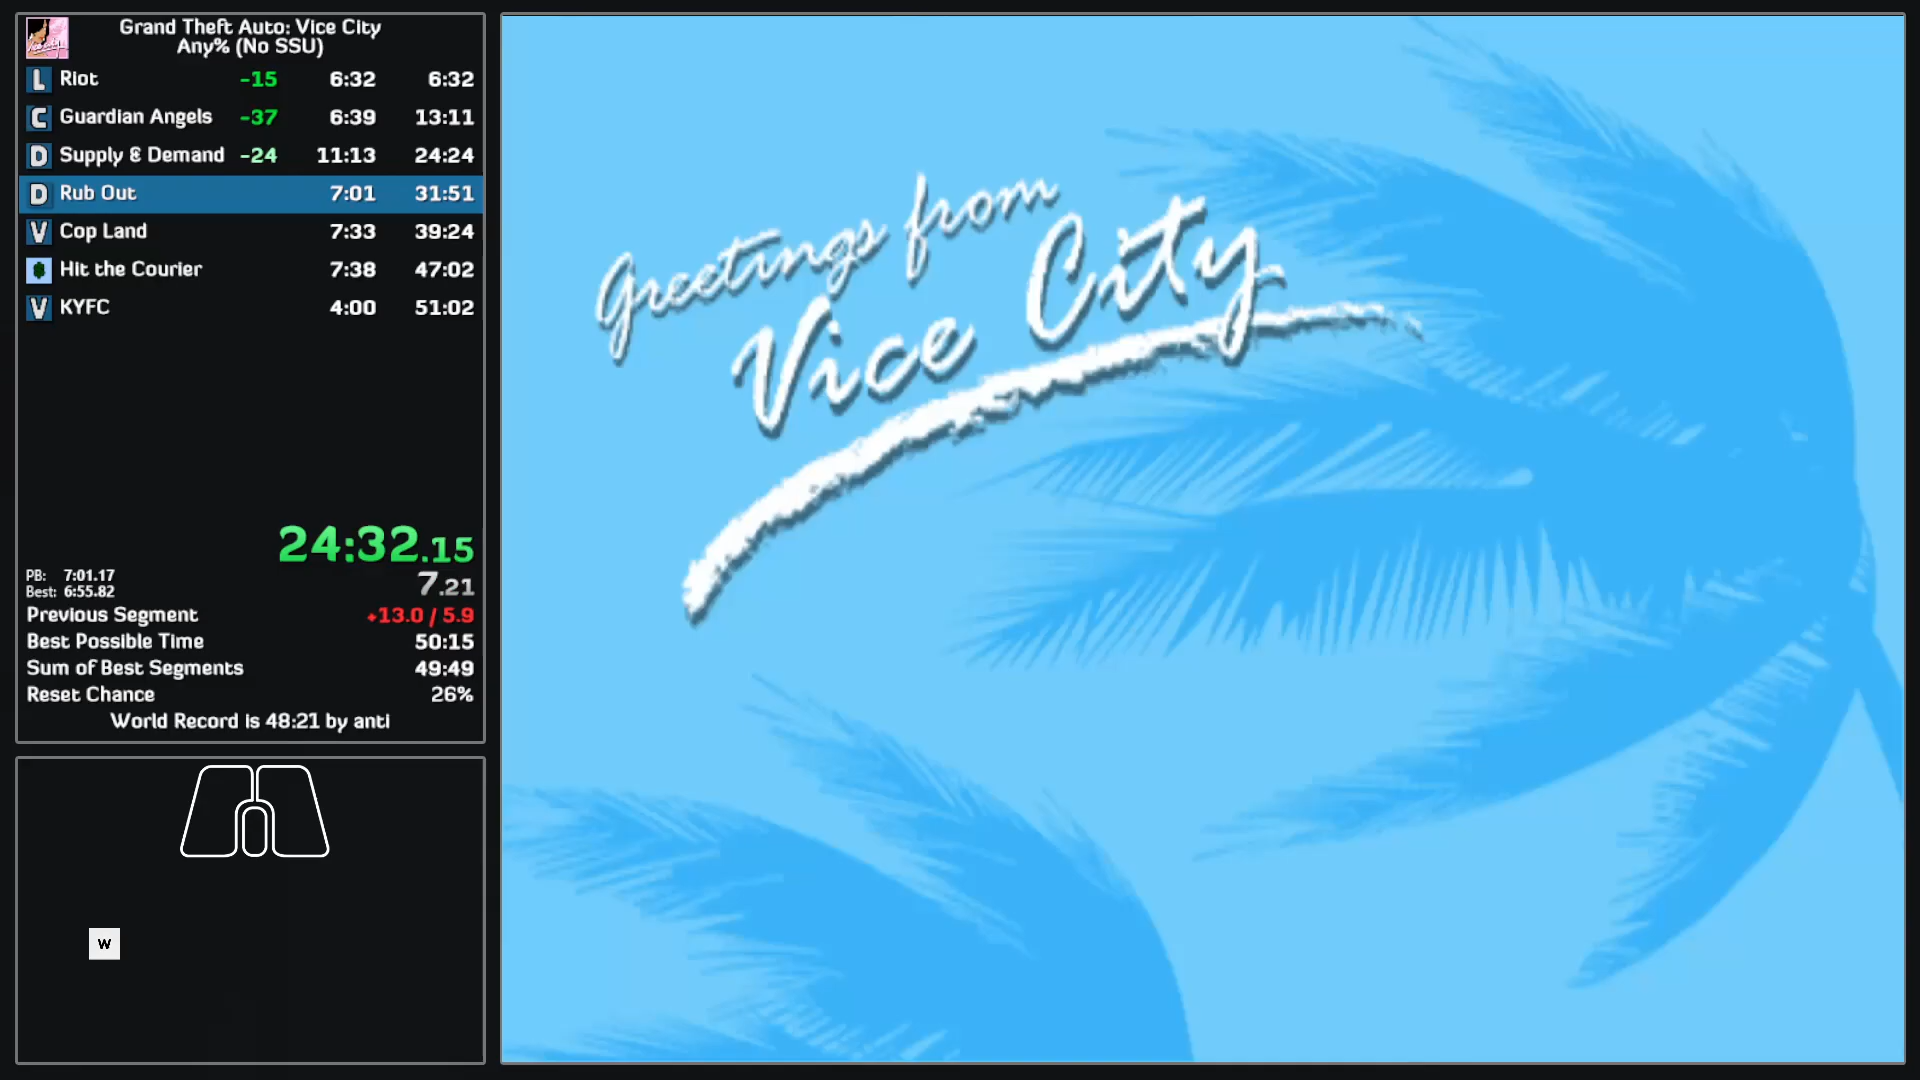 Grand Theft Auto: Vice City
Any% (No SSU)
L Riot -15 6:32 6:32
C Guardian Angels -37 6:39 13:11
D Supply & Demand -24 11:13 24:24
D Rub Out 7:01 31:51
V Cop Land 7:33 39:24
Hit the Courier 7:38 47:02
V KYFC 4:00 51:02
24:32.15
PB: 7:01.17
Best: 6:55.82
7.21
Previous Segment +13.0 / 5.9
Best Possible Time 50:15
Sum of Best Segments 49:49
Reset Chance 26%
World Record is 48:21 by anti
W
Greetings from
Vice City